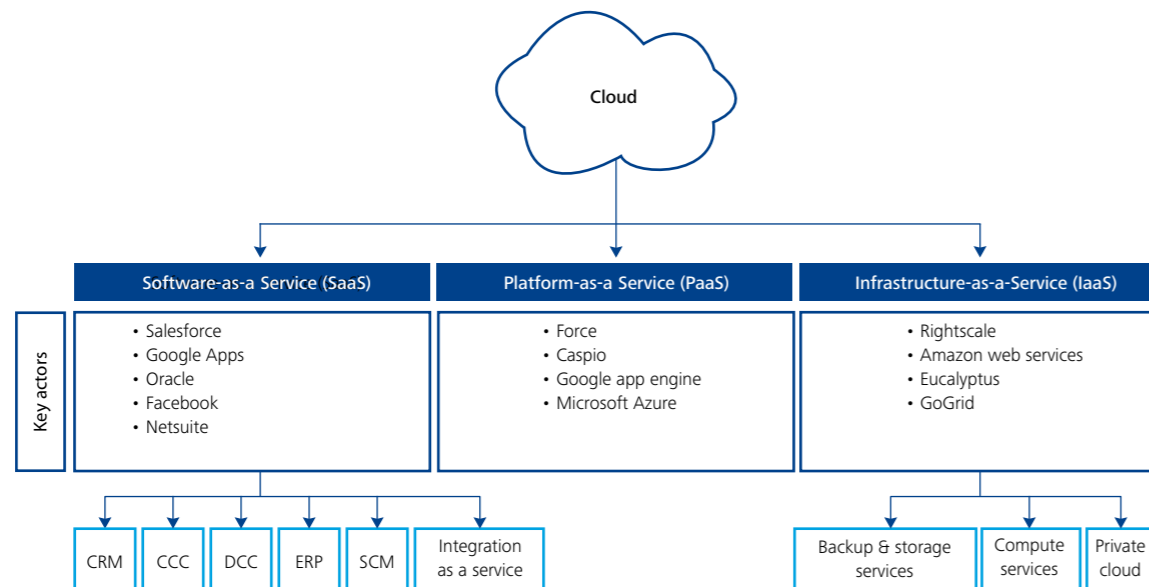 Cloud
Software-as-a Service (SaaS)
Platform-as-a Service (PaaS)
Infrastructure-as-a-Service (IaaS)
Key actors
• Salesforce
• Google Apps
• Oracle
• Facebook
• Netsuite
• Force
• Caspio
• Google app engine
• Microsoft Azure
• Rightscale
• Amazon web services
• Eucalyptus
• GoGrid
CRM
CCC
DCC
ERP
SCM
Integration
as a service
Backup & storage
services
Compute
services
Private
cloud